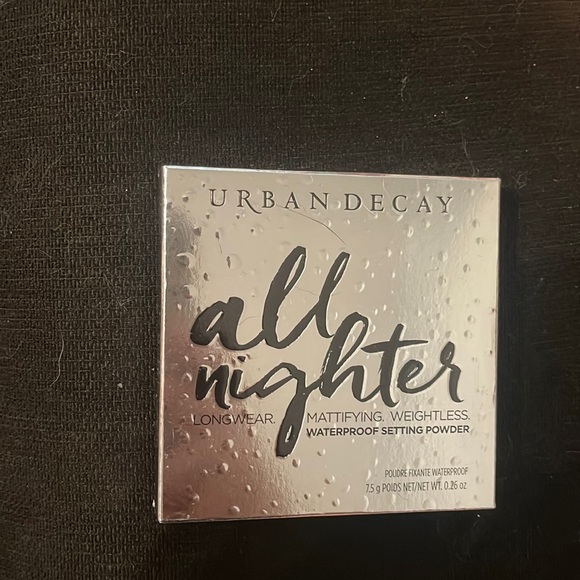 URBAN DECAY
all
nighter
LONGWEAR. MATTIFYING. WEIGHTLESS.
WATERPROOF SETTING POWDER
POUDRE FIXANTE WATERPROOF
7.5 g POIDS NET/NET WT. 0.26 oz